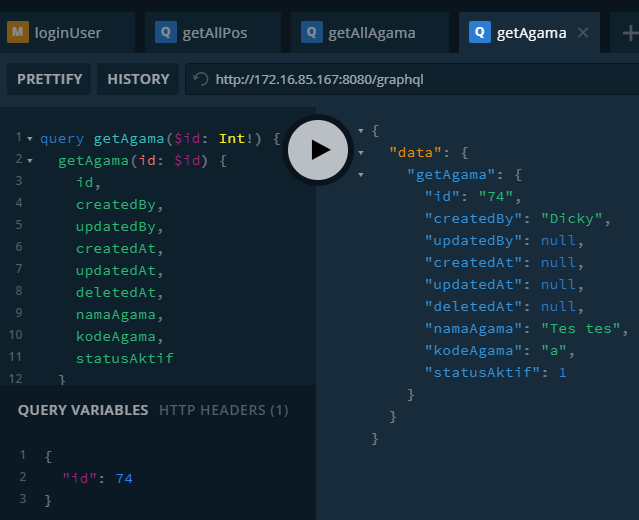 M loginUser
Q getAllPos
Q getAllAgama
Q getAgama ×
+
PRETTIFY
HISTORY
http://172.16.85.167:8080/graphql
1 query getAgama($id: Int!) {
2 getAgama(id: $id) {
3 id,
4 createdBy,
5 updatedBy,
6 createdAt,
7 updatedAt,
8 deletedAt,
9 namaAgama,
10 kodeAgama,
11 statusAktif
12 }
QUERY VARIABLES HTTP HEADERS (1)
1 {
2 "id": 74
3 }
{
"data": {
"getAgama": {
"id": "74",
"createdBy": "Dicky",
"updatedBy": null,
"createdAt": null,
"updatedAt": null,
"deletedAt": null,
"namaAgama": "Tes tes",
"kodeAgama": "a",
"statusAktif": 1
}
}
}